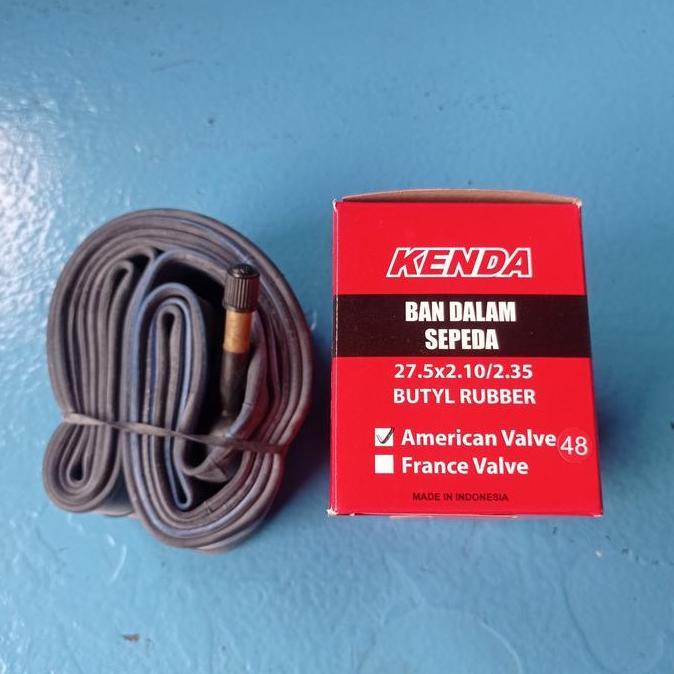 KENDA
BAN DALAM
SEPEDA
27.5x2.10/2.35
BUTYL RUBBER
American Valve 48
France Valve
MADE IN INDONESIA